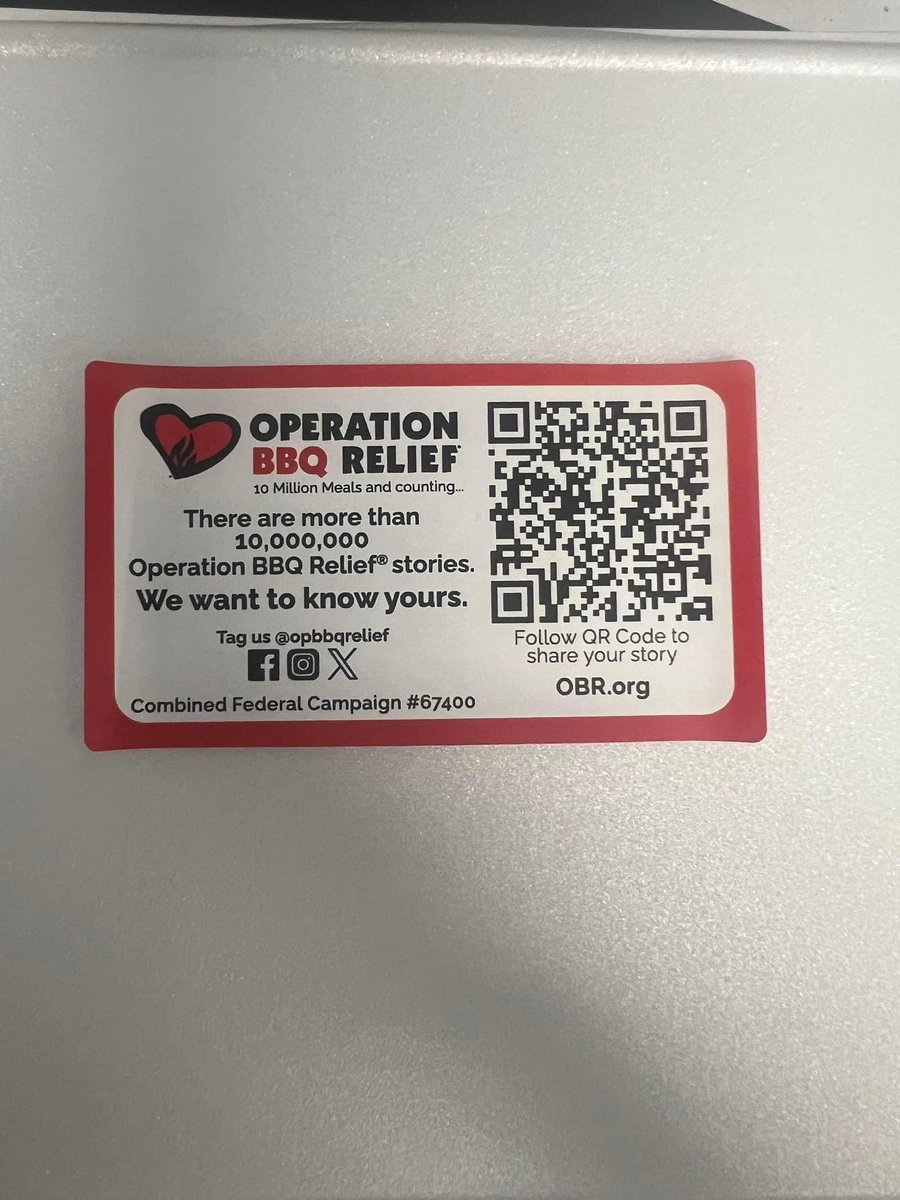 OPERATION
BBQ RELIEF®
10 Million Meals and counting...
There are more than
10,000,000
Operation BBQ Relief® stories.
We want to know yours.
Tag us @opbbqrelief
Combined Federal Campaign #67400
Follow QR Code to
share your story
OBR.org